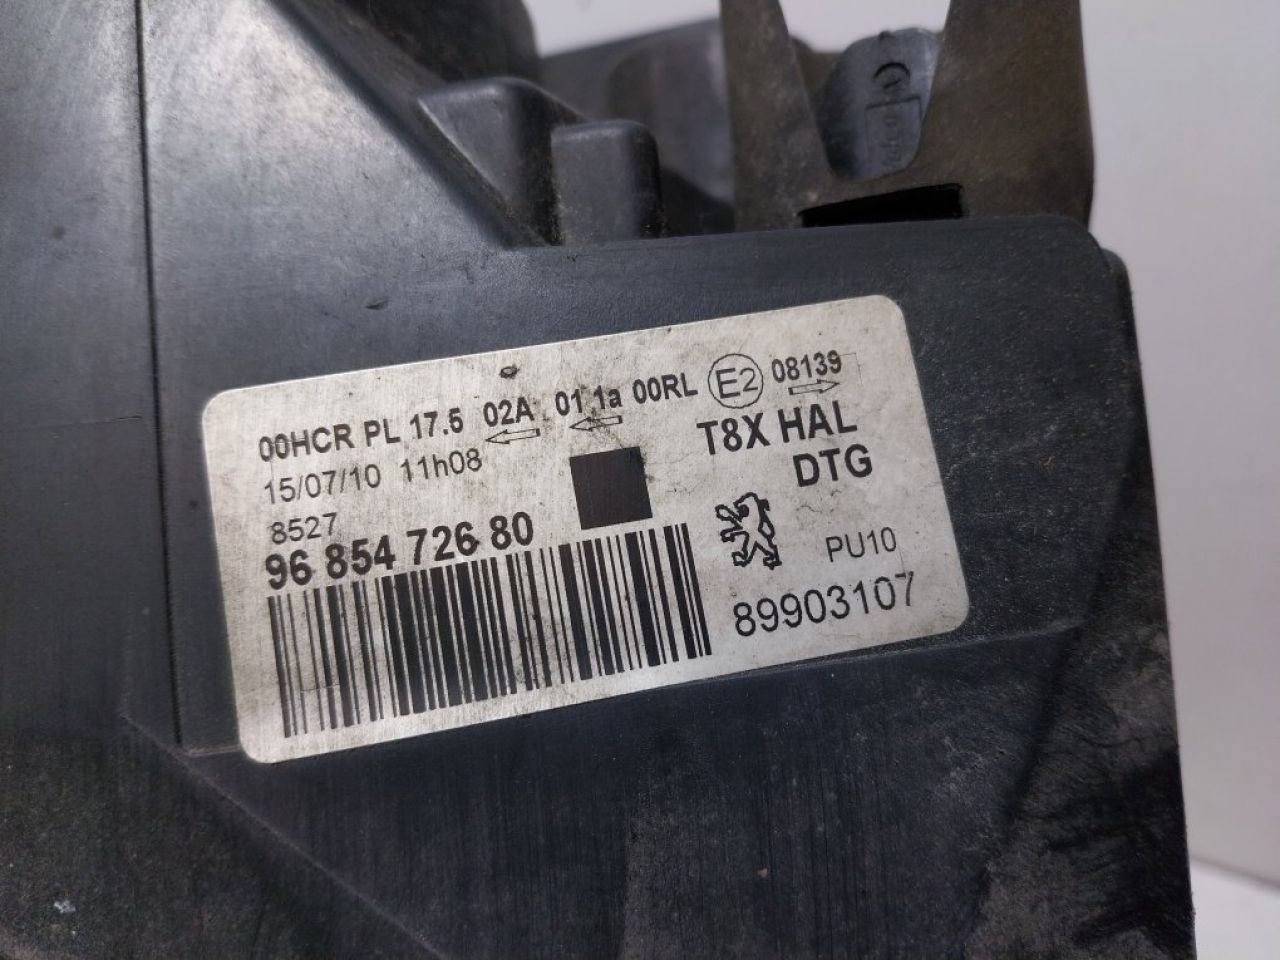 00HCR PL 17.5 02A 01 1a 00RL E2 08139
15/07/10 11h08
T8X HAL
DTG
8527
96 854 726 80
PU10
89903107